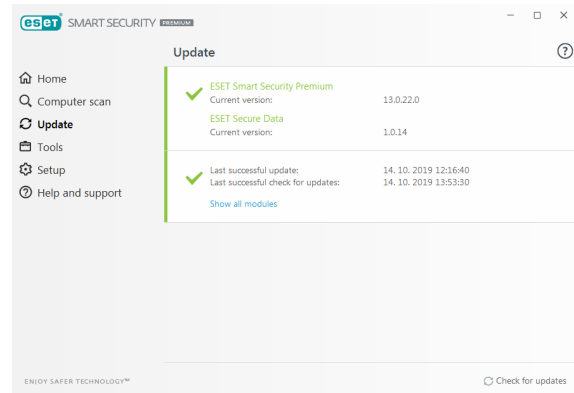 eset SMART SECURITY PREMIUM
Update
?
Home
Computer scan
Update
Tools
Setup
Help and support
ESET Smart Security Premium
Current version: 13.0.22.0
ESET Secure Data
Current version: 1.0.14
Last successful update: 14. 10. 2019 12:16:40
Last successful check for updates: 14. 10. 2019 13:53:30
Show all modules
ENJOY SAFER TECHNOLOGY™
Check for updates